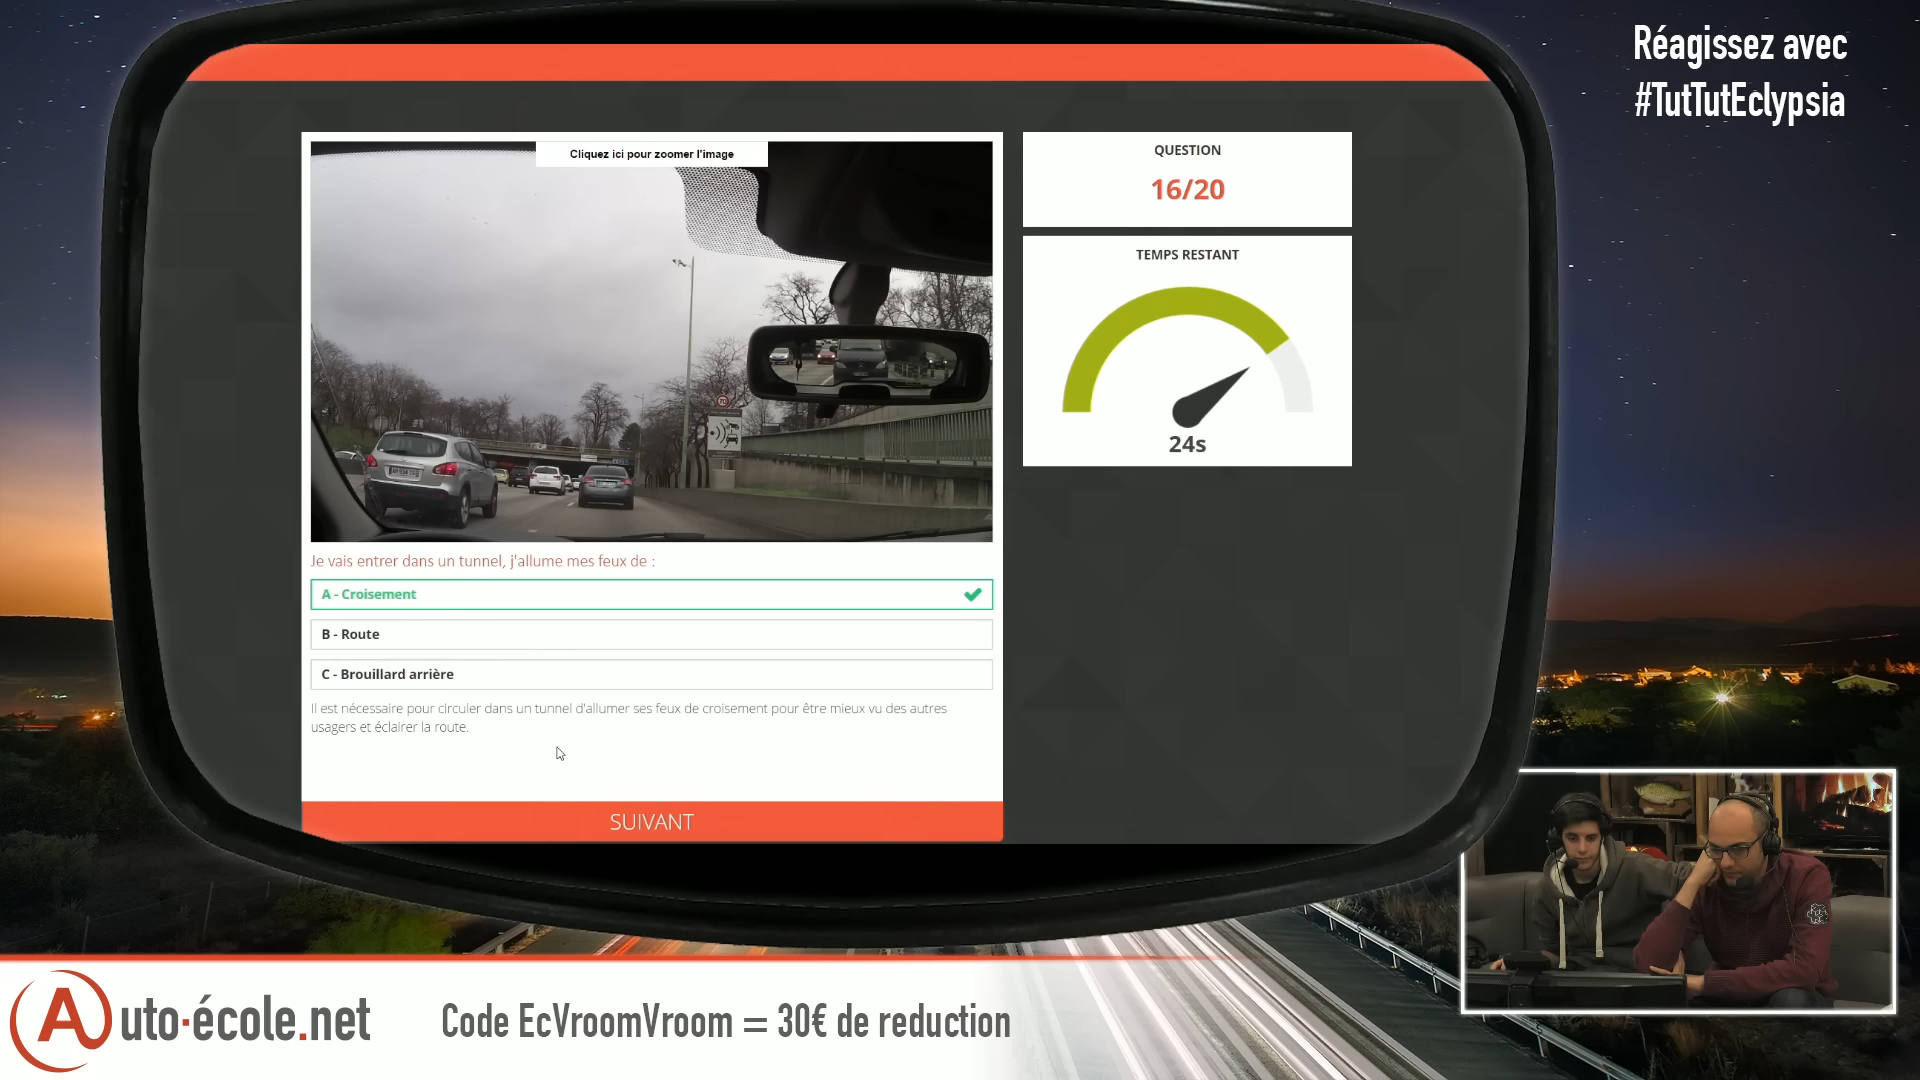 Réagissez avec
#TutTutEclypsia
Cliquez ici pour zoomer l'image
QUESTION
16/20
TEMPS RESTANT
24s
70
Je vais entrer dans un tunnel, j'allume mes feux de :
A - Croisement
B - Route
C - Brouillard arrière
Il est nécessaire pour circuler dans un tunnel d'allumer ses feux de croisement pour être mieux vu des autres
usagers et éclairer la route.
SUIVANT
Auto·école.net
Code EcVroomVroom = 30€ de reduction